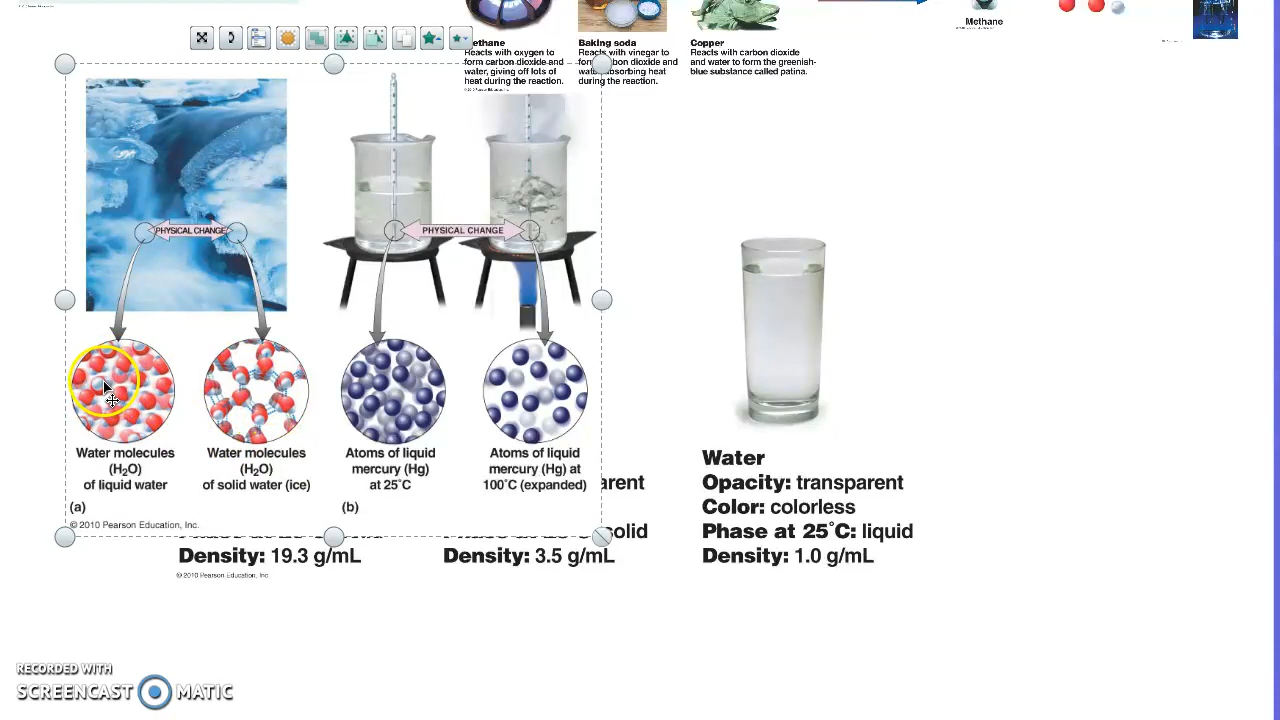 Methane
ethane
Reacts with oxygen to
form carbon dioxide and
water, giving off lots of
heat during the reaction.
Baking soda
Reacts with vinegar to
form carbon dioxide and
water, absorbing heat
during the reaction.
Copper
Reacts with carbon dioxide
and water to form the greenish-
blue substance called patina.
PHYSICAL CHANGE
PHYSICAL CHANGE
Water molecules
(H₂O)
of liquid water
Water molecules
(H₂O)
of solid water (ice)
Atoms of liquid
mercury (Hg)
at 25˚C
Atoms of liquid
mercury (Hg) at
100˚C (expanded)
(a)
(b)
© 2010 Pearson Education, Inc.
arent
solid
Density: 19.3 g/mL
Density: 3.5 g/mL
© 2010 Pearson Education, Inc.
Water
Opacity: transparent
Color: colorless
Phase at 25˚C: liquid
Density: 1.0 g/mL
RECORDED WITH
SCREENCAST MATIC